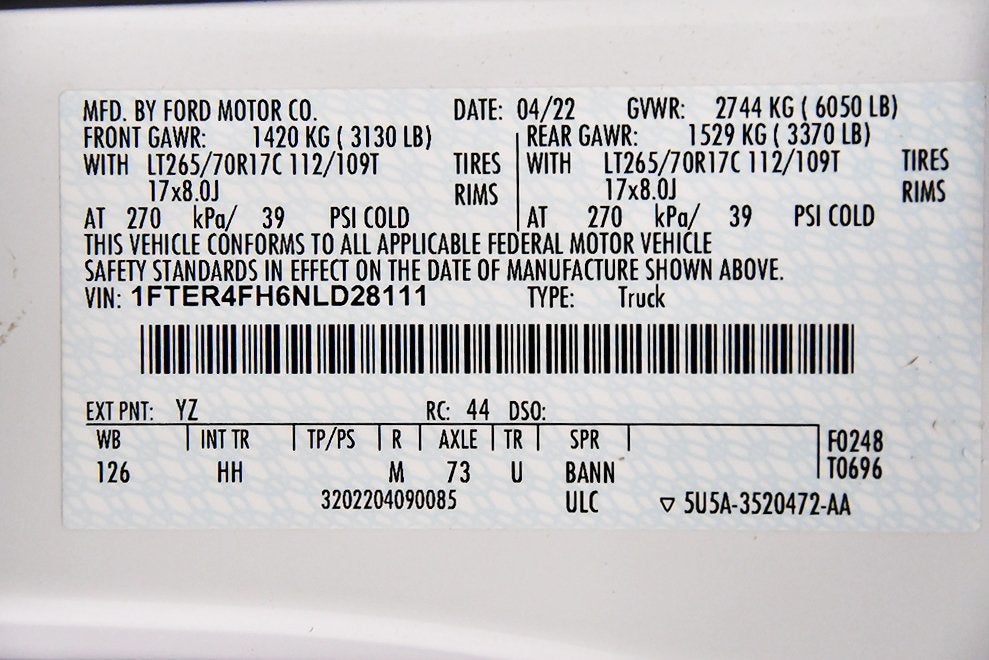 MFD. BY FORD MOTOR CO. DATE: 04/22 GVWR: 2744 KG ( 6050 LB)
FRONT GAWR: 1420 KG ( 3130 LB) REAR GAWR: 1529 KG ( 3370 LB)
WITH LT265/70R17C 112/109T TIRES WITH LT265/70R17C 112/109T TIRES
17x8.0J RIMS 17x8.0J RIMS
AT 270 kPa/ 39 PSI COLD AT 270 kPa/ 39 PSI COLD
THIS VEHICLE CONFORMS TO ALL APPLICABLE FEDERAL MOTOR VEHICLE
SAFETY STANDARDS IN EFFECT ON THE DATE OF MANUFACTURE SHOWN ABOVE.
VIN: 1FTER4FH6NLD28111 TYPE: Truck
EXT PNT: YZ RC: 44 DSO:
WB INT TR TP/PS R AXLE TR SPR F0248
126 HH M 73 U BANN T0696
3202204090085 ULC ▽ 5U5A-3520472-AA